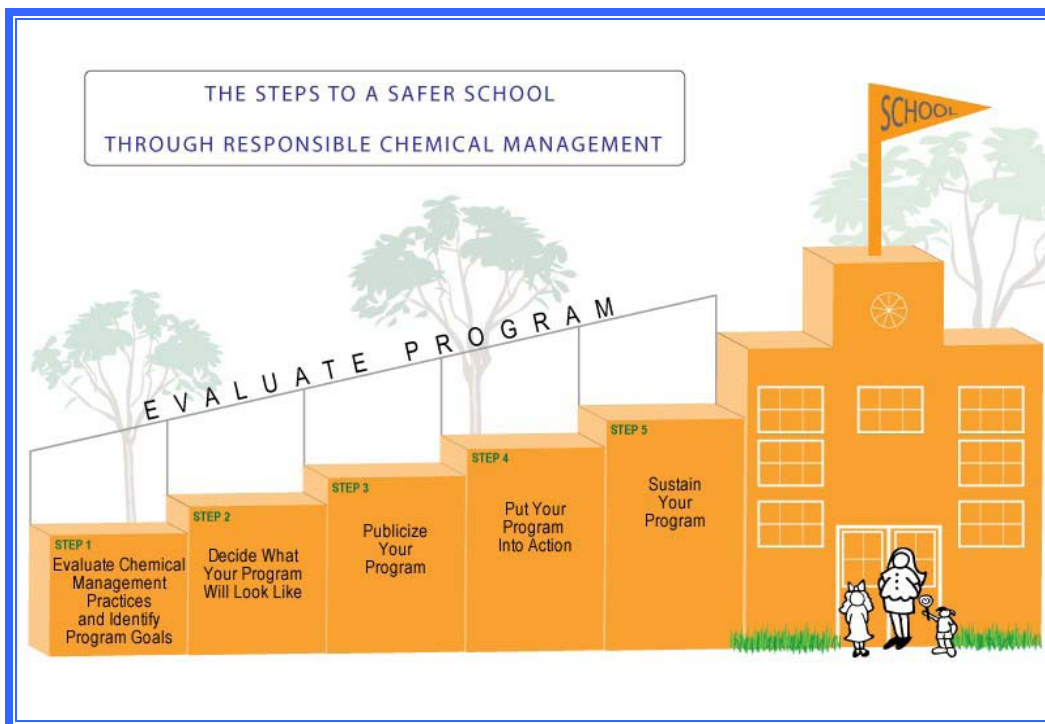 THE STEPS TO A SAFER SCHOOL
THROUGH RESPONSIBLE CHEMICAL MANAGEMENT
SCHOOL
EVALUATE PROGRAM
STEP 1
Evaluate Chemical
Management
Practices
and Identify
Program Goals
STEP 2
Decide What
Your Program
Will Look Like
STEP 3
Publicize
Your
Program
STEP 4
Put Your
Program
Into Action
STEP 5
Sustain
Your
Program